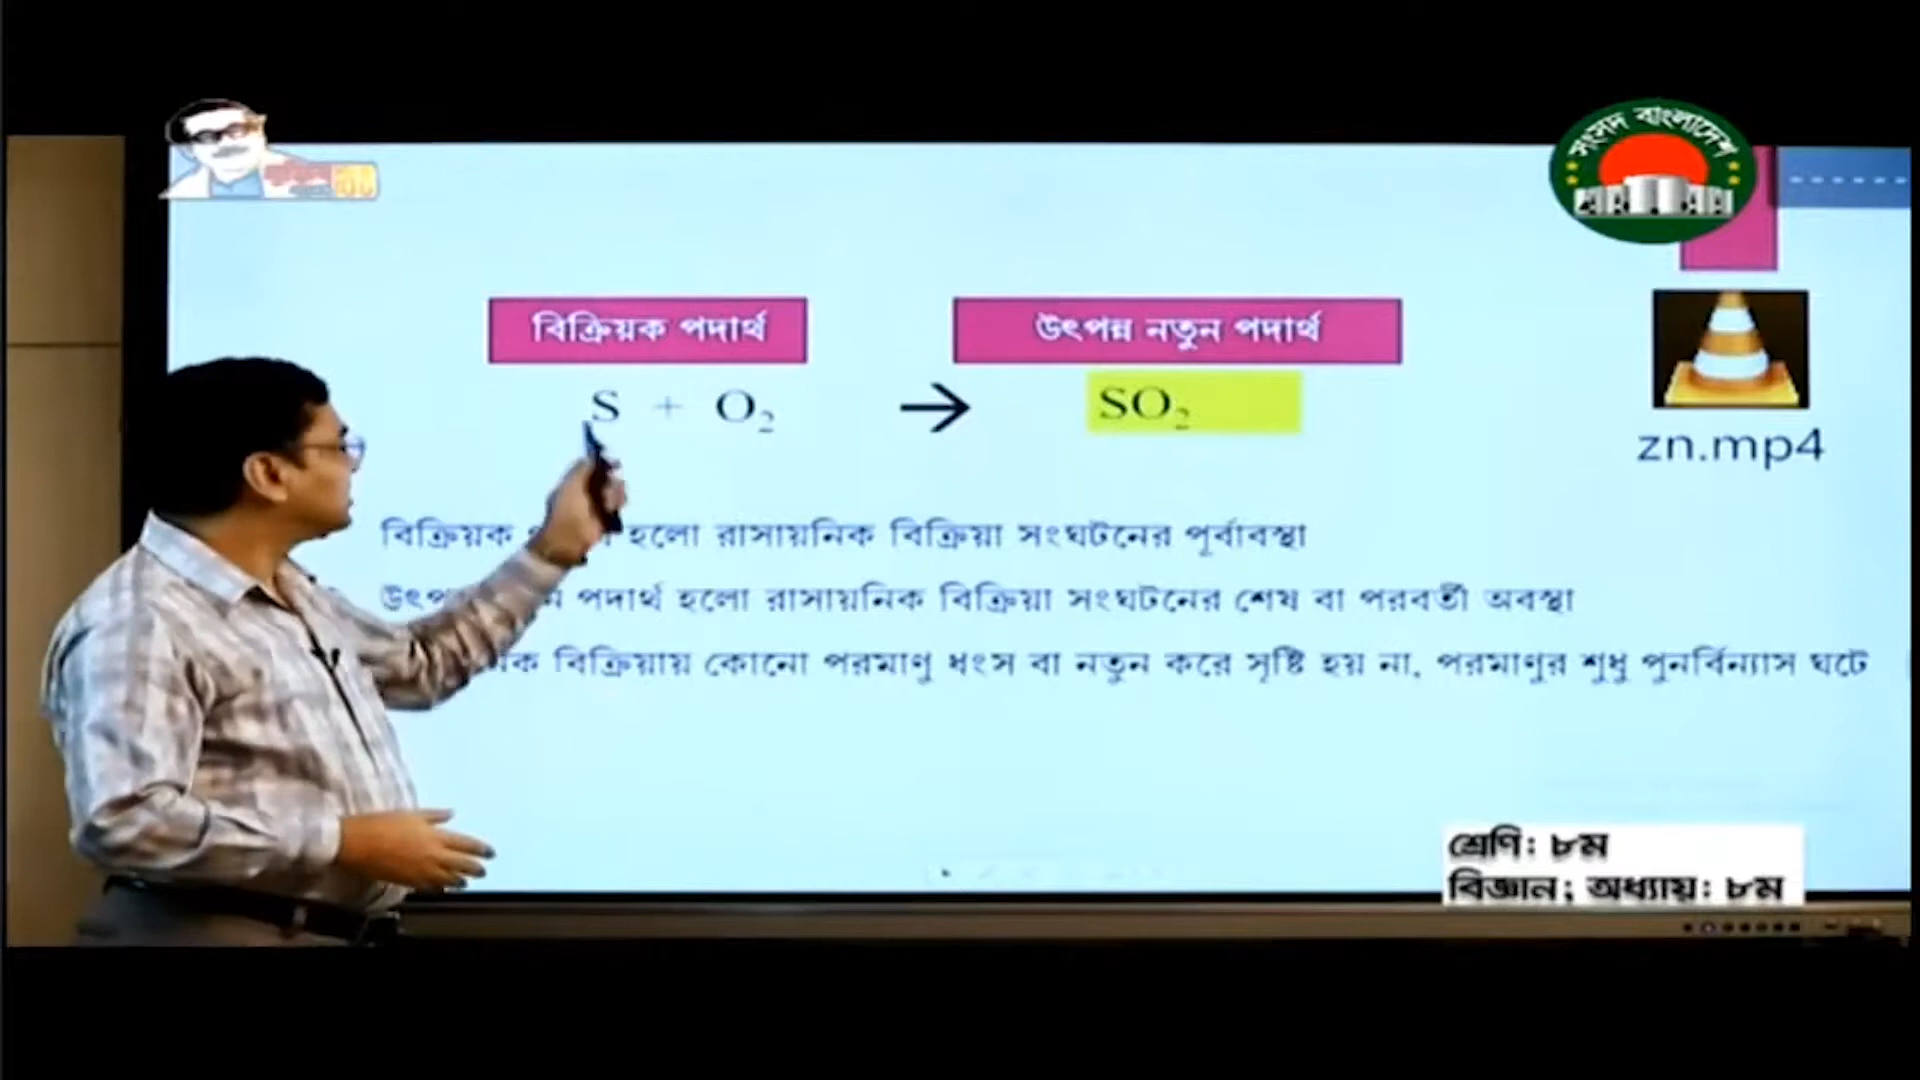 সংসদ বাংলাদেশ
বিক্রিয়ক পদার্থ
উৎপন্ন নতুন পদার্থ
S + O₂ → SO₂
zn.mp4
বিক্রিয়ক হলো রাসায়নিক বিক্রিয়া সংঘটনের পূর্বাবস্থা
পদার্থ হলো রাসায়নিক বিক্রিয়া সংঘটনের শেষ বা পরবর্তী অবস্থা
বিক্রিয়ায় কোনো পরমাণু ধংস বা নতুন করে সৃষ্টি হয় না, পরমাণুর শুধু পুনর্বিন্যাস ঘটে
শ্রেণি: ৮ম
বিজ্ঞান; অধ্যায়: ৮ম